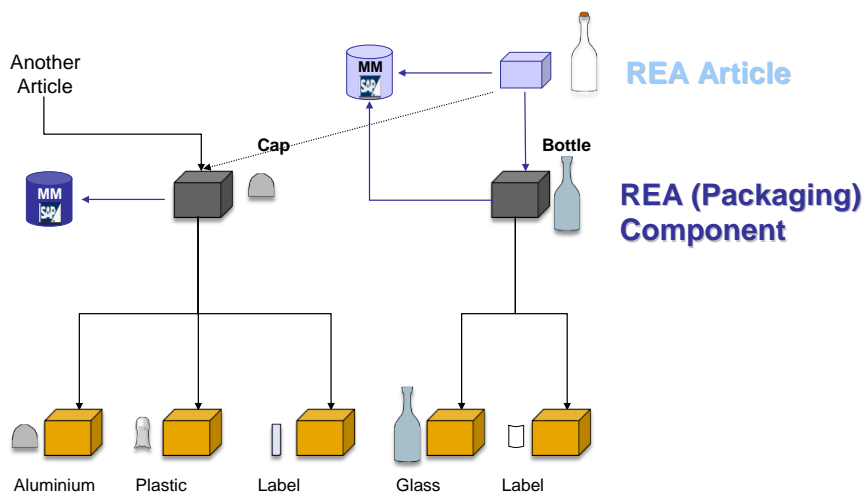 Another
Article
MM
SAP
REA Article
Cap
Bottle
MM
SAP
REA (Packaging)
Component
Aluminium
Plastic
Label
Glass
Label